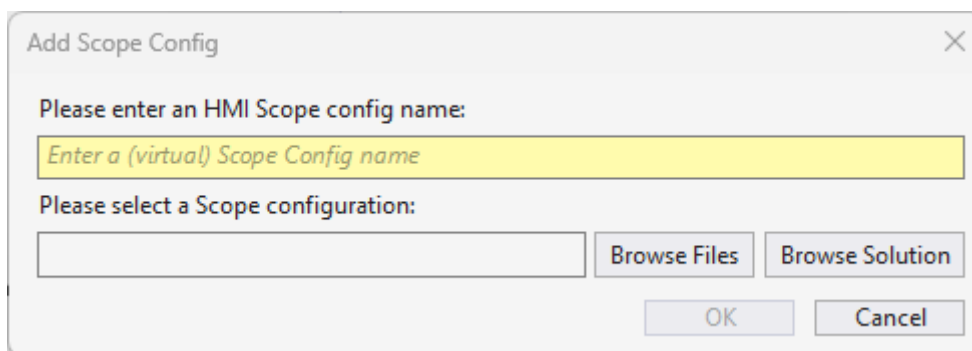 Add Scope Config
Please enter an HMI Scope config name:
Enter a (virtual) Scope Config name
Please select a Scope configuration:
Browse Files Browse Solution
OK Cancel